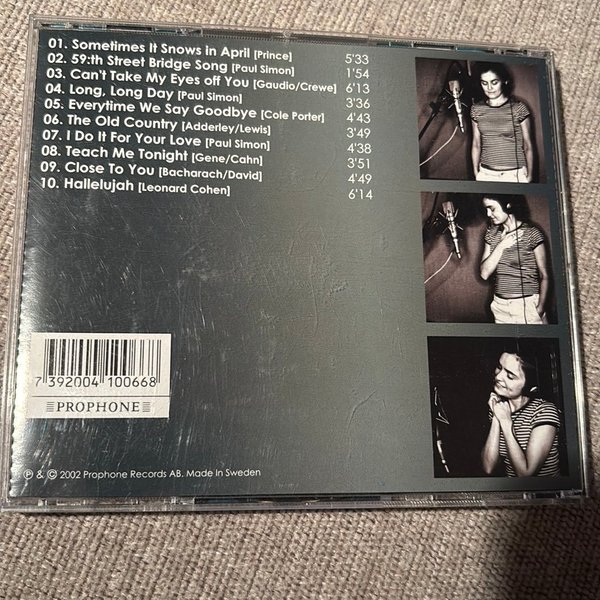 01. Sometimes It Snows in April [Prince] 5'33
02. 59:th Street Bridge Song [Paul Simon] 1'54
03. Can't Take My Eyes off You [Gaudio/Crewe] 6'13
04. Long, Long Day [Paul Simon] 3'36
05. Everytime We Say Goodbye [Cole Porter] 4'43
06. The Old Country [Adderley/Lewis] 3'49
07. I Do It For Your Love [Paul Simon] 4'38
08. Teach Me Tonight [Gene/Cahn] 3'51
09. Close To You [Bacharach/David] 4'49
10. Hallelujah [Leonard Cohen] 6'14
7 392004 100668
PROPHONE
℗ & © 2002 Prophone Records AB. Made In Sweden